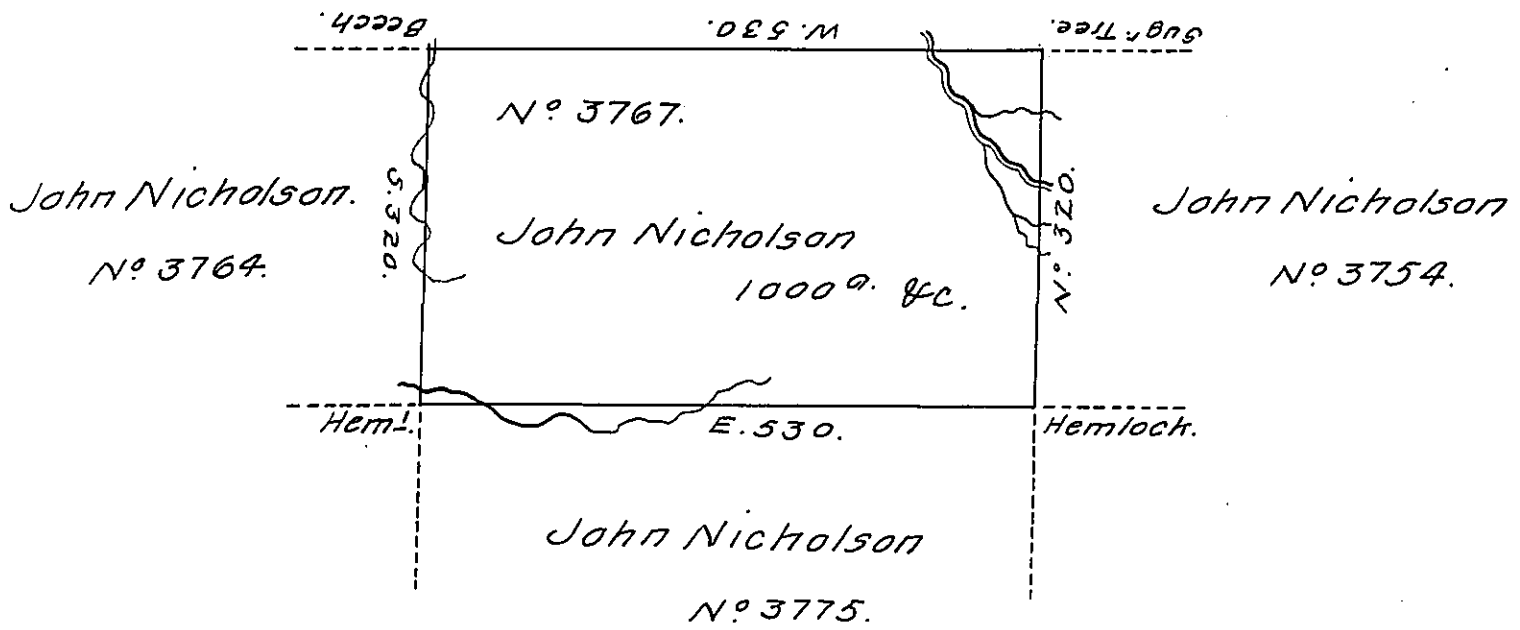 Beech. W. 530. Sugr. Tree.
No. 3767.
John Nicholson. S. 320. John Nicholson N. 320. John Nicholson
No. 3764. 1000 a. &c. No. 3754.
Heml. E. 530. Hemlock.
John Nicholson
No. 3775.